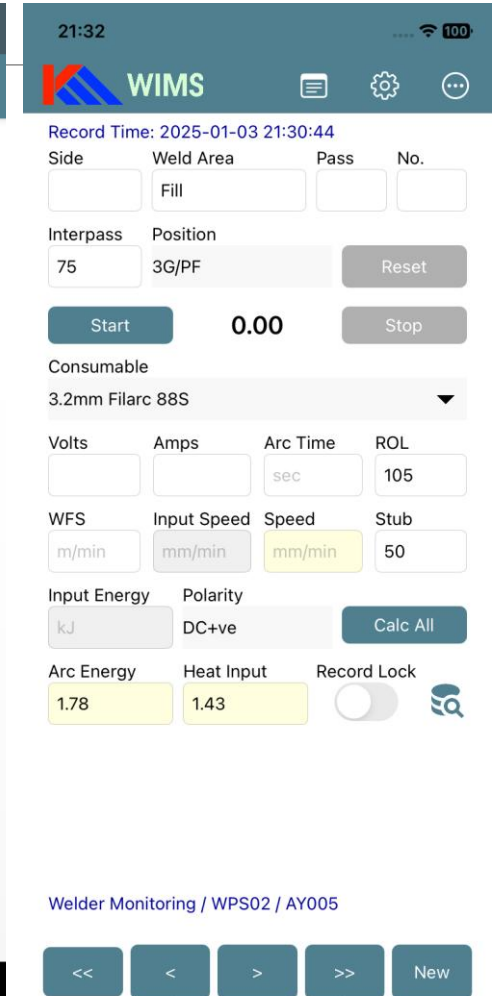 21:32 .... 100
WIMS
Record Time: 2025-01-03 21:30:44
Side Weld Area Pass No.
Fill
Interpass Position
75 3G/PF Reset
Start 0.00 Stop
Consumable
3.2mm Filarc 88S
Volts Amps Arc Time ROL
sec 105
WFS Input Speed Speed Stub
m/min mm/min mm/min 50
Input Energy Polarity
kJ DC+ve Calc All
Arc Energy Heat Input Record Lock
1.78 1.43
Welder Monitoring / WPS02 / AY005
<< < > >> New